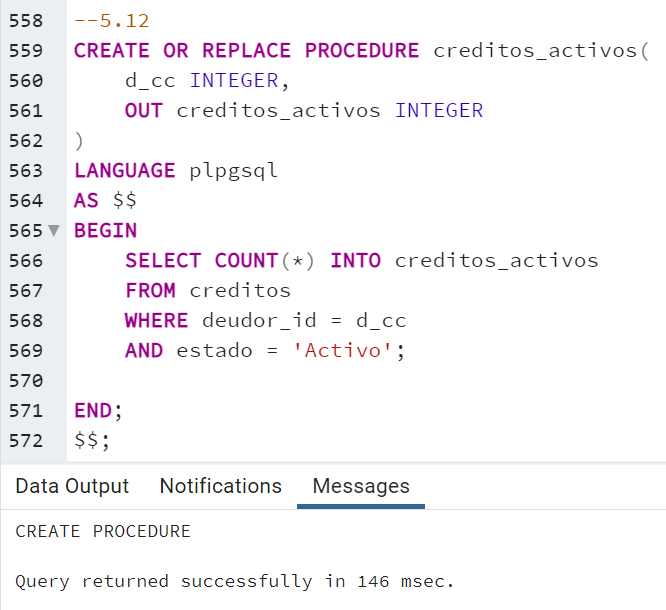 558 --5.12
559 CREATE OR REPLACE PROCEDURE creditos_activos(
560     d_cc INTEGER,
561     OUT creditos_activos INTEGER
562 )
563 LANGUAGE plpgsql
564 AS $$
565 BEGIN
566     SELECT COUNT(*) INTO creditos_activos
567     FROM creditos
568     WHERE deudor_id = d_cc
569     AND estado = 'Activo';
570
571 END;
572 $$;
Data Output Notifications Messages
CREATE PROCEDURE
Query returned successfully in 146 msec.